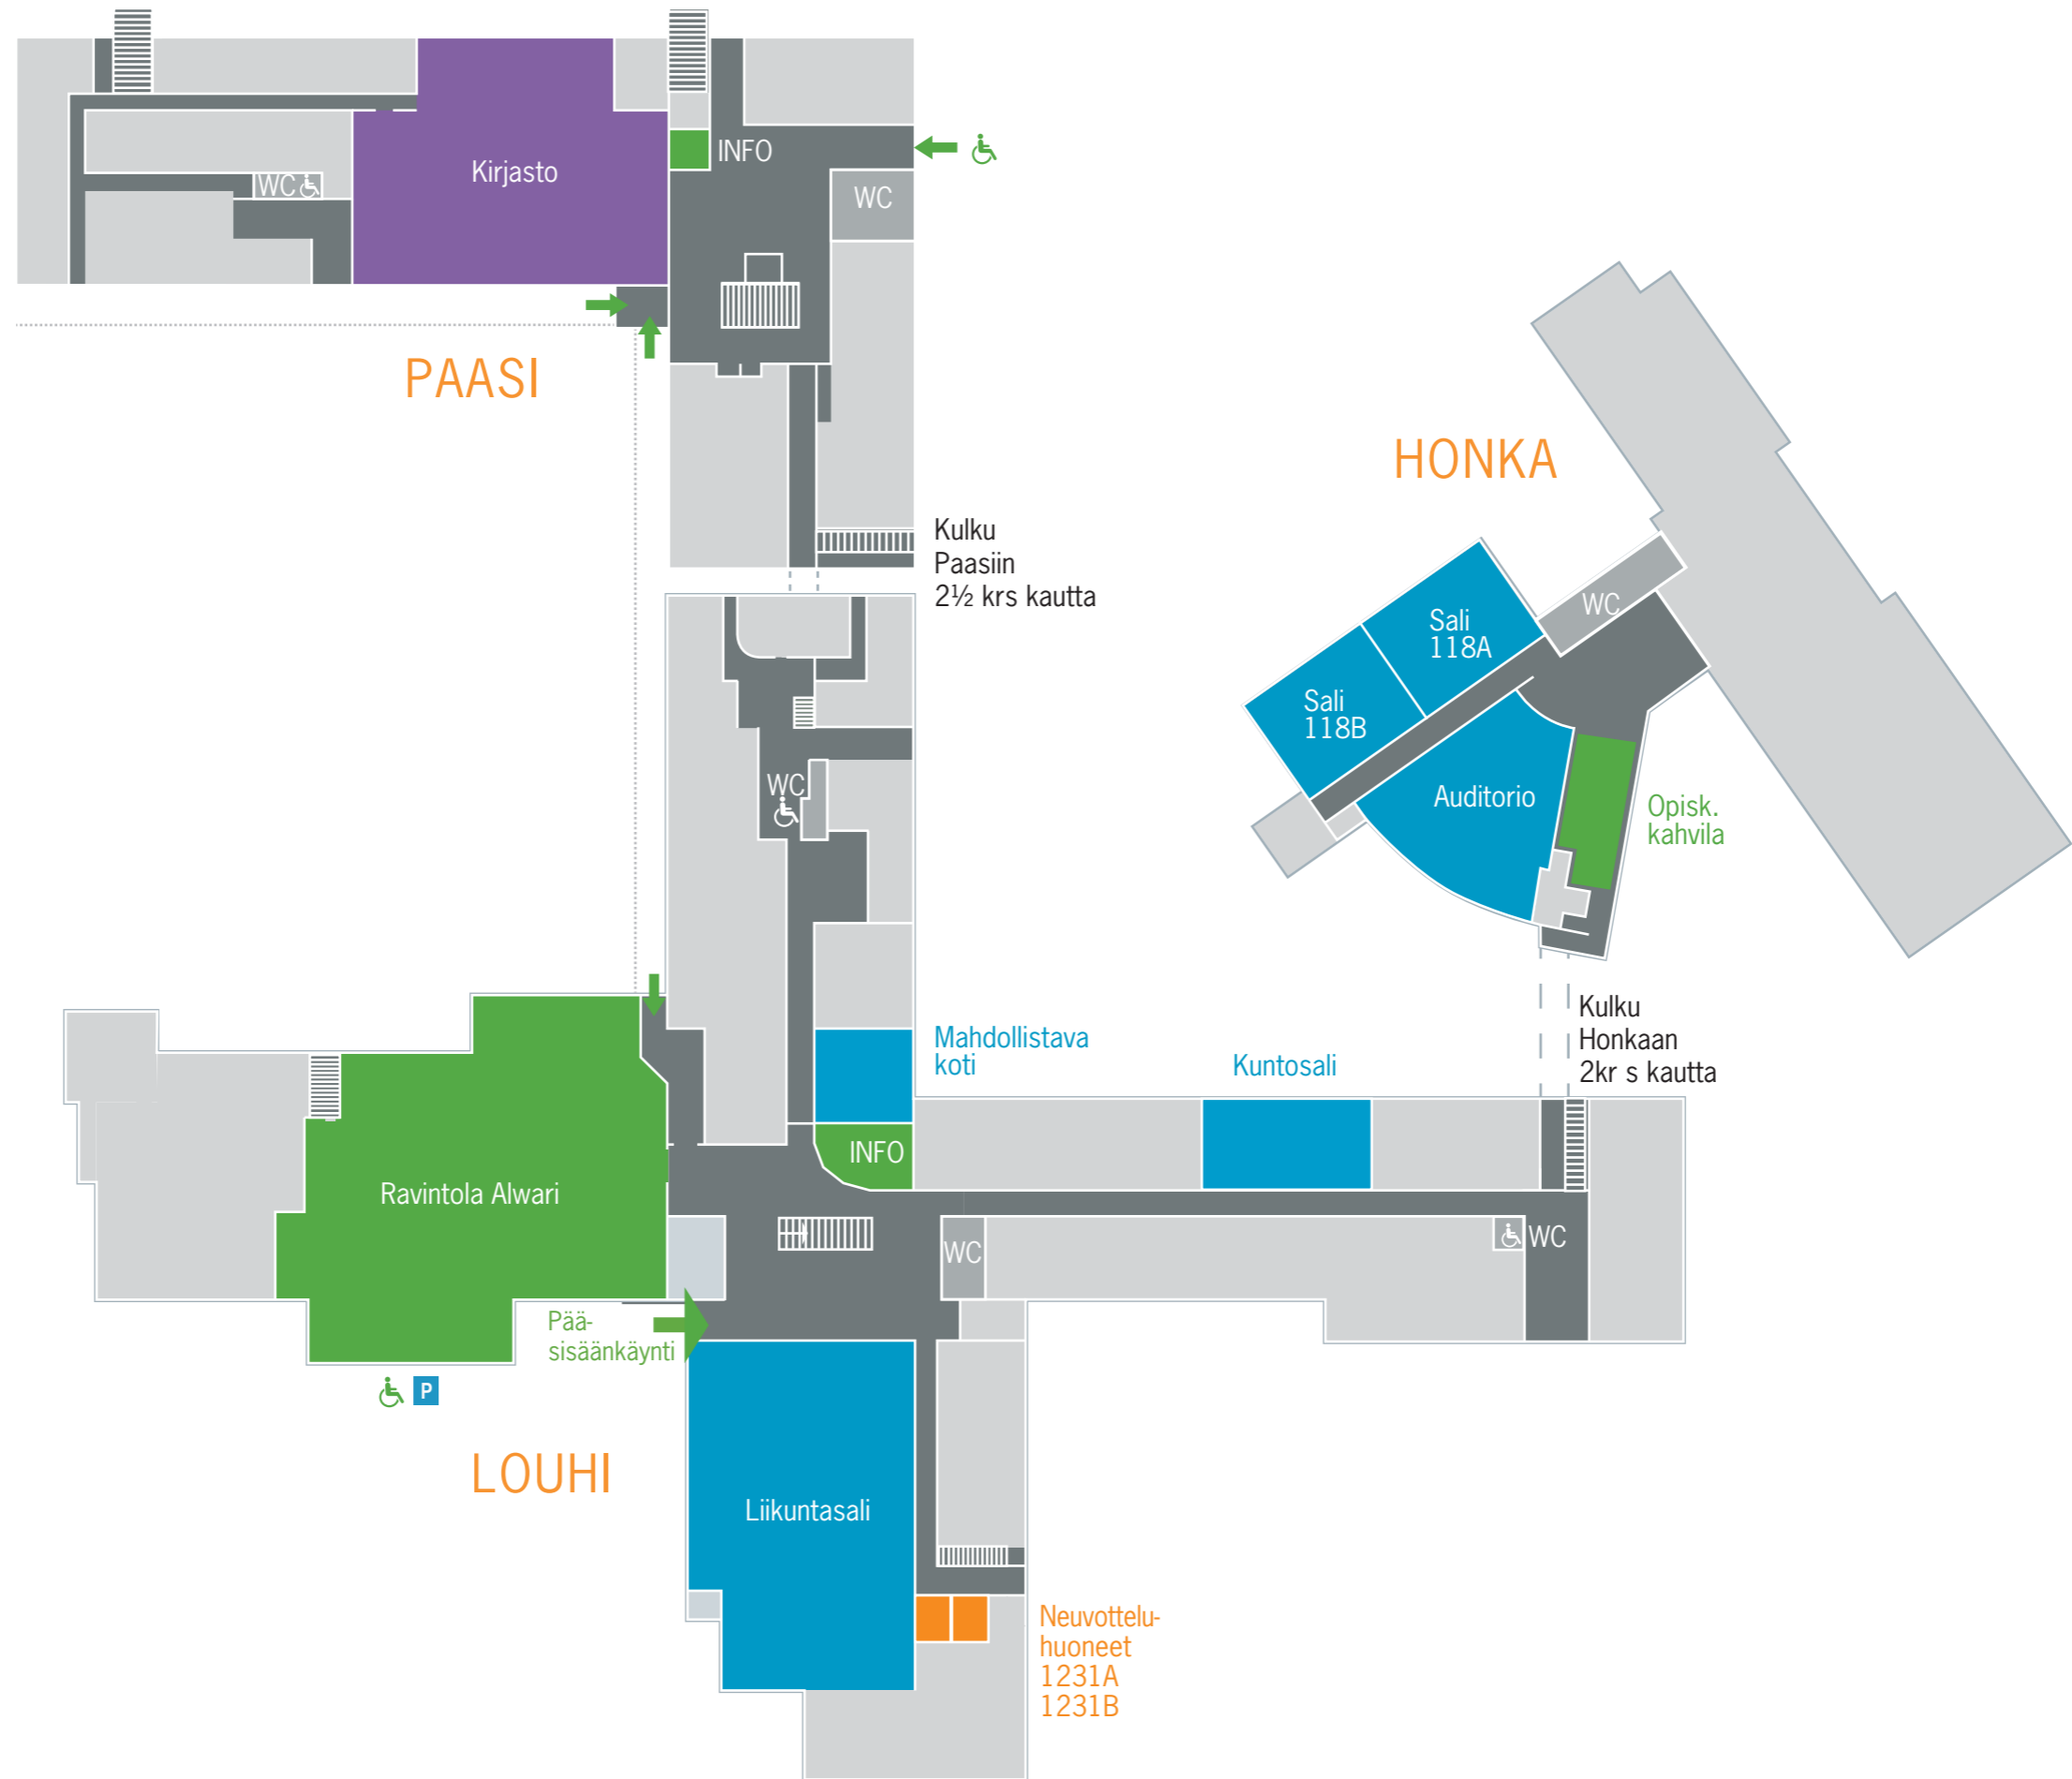 Kirjasto
INFO
WC
WC
PAASI
HONKA
Kulku
Paasiin
2½ krs kautta
WC
Sali
118A
Sali
118B
Auditorio
Opisk.
kahvila
WC
Kulku
Honkaan
2kr s kautta
Mahdollistava
koti
Kuntosali
INFO
Ravintola Alwari
WC
WC
Pää-
sisäänkäynti
P
LOUHI
Liikuntasali
Neuvottelu-
huoneet
1231A
1231B